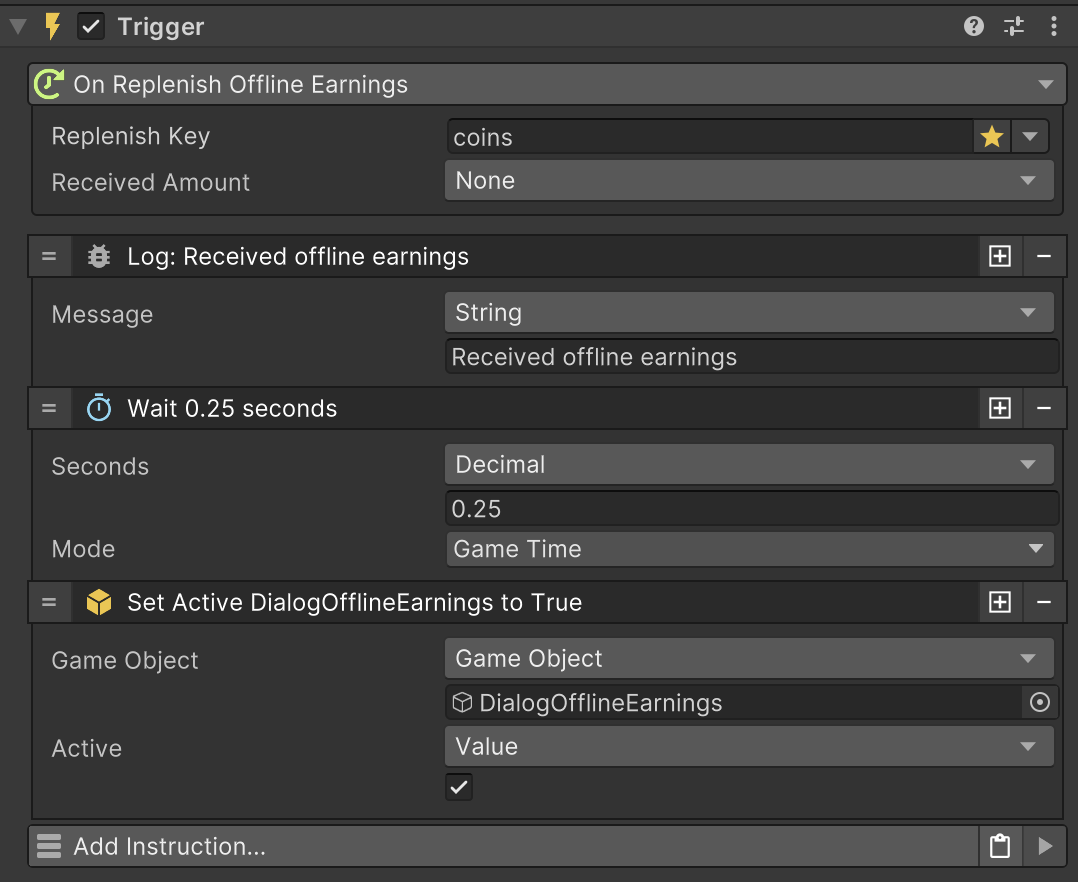 Trigger
On Replenish Offline Earnings
Replenish Key coins
Received Amount None
Log: Received offline earnings
Message String
Received offline earnings
Wait 0.25 seconds
Seconds Decimal
0.25
Mode Game Time
Set Active DialogOfflineEarnings to True
Game Object Game Object
DialogOfflineEarnings
Active Value
Add Instruction...